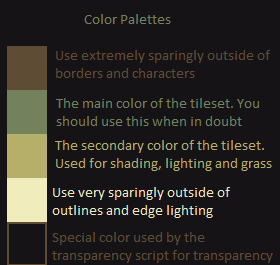 Color Palettes
Use extremely sparingly outside of
borders and characters
The main color of the tileset. You
should use this when in doubt
The secondary color of the tileset.
Used for shading, lighting and grass
Use very sparingly outside of
outlines and edge lighting
Special color used by the
transparency script for transparency